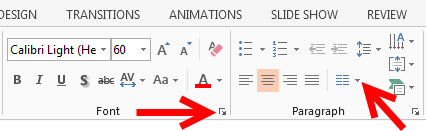 DESIGN TRANSITIONS ANIMATIONS SLIDE SHOW REVIEW
Calibri Light (He 60 A A A
B I U S abc AV Aa A
Font Paragraph